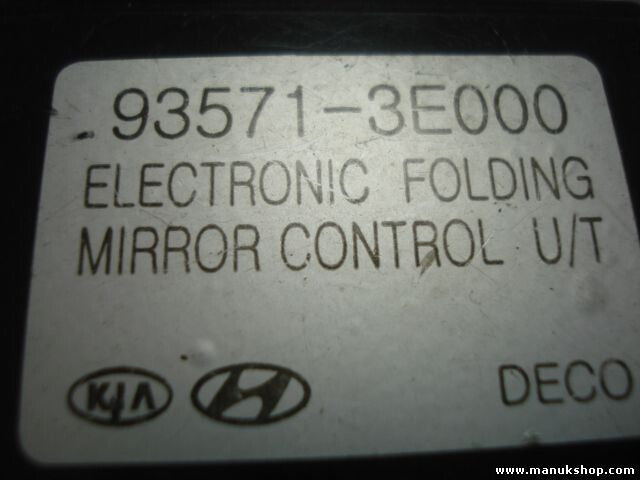 93571-3E000
ELECTRONIC FOLDING
MIRROR CONTROL U/T
KIA
DECO
www.manukshop.com